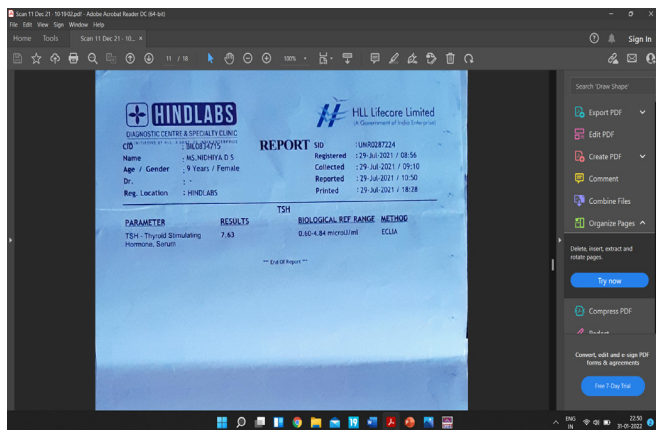 Scan 11 Dec 21 - 10-19-02.pdf - Adobe Acrobat Reader DC (64-bit)
File Edit View Sign Window Help
Home Tools Scan 11 Dec 21 - 10... × Sign In
11 / 18 100%
HINDLABS
DIAGNOSTIC CENTRE & SPECIALTY CLINIC
HLL Lifecare Limited
(A Government of India Enterprise)
REPORT
CID : BIL0834715
Name : MS.NIDHIYA D S
Age / Gender : 9 Years / Female
Dr. : -
Reg. Location : HINDLABS
SID : UNR0287224
Registered : 29-Jul-2021 / 08:56
Collected : 29-Jul-2021 / 09:10
Reported : 29-Jul-2021 / 10:50
Printed : 29-Jul-2021 / 18:28
TSH
PARAMETER RESULTS BIOLOGICAL REF RANGE METHOD
TSH - Thyroid Stimulating 7.63 0.60-4.84 microU/ml ECLIA
Hormone, Serum
--- End Of Report ---
Search 'Draw Shape'
Export PDF
Edit PDF
Create PDF
Comment
Combine Files
Organize Pages
Delete, insert, extract and
rotate pages.
Try now
Compress PDF
Redact
Convert, edit and e-sign PDF
forms & agreements
Free 7-Day Trial
ENG
IN
22:50
31-01-2022